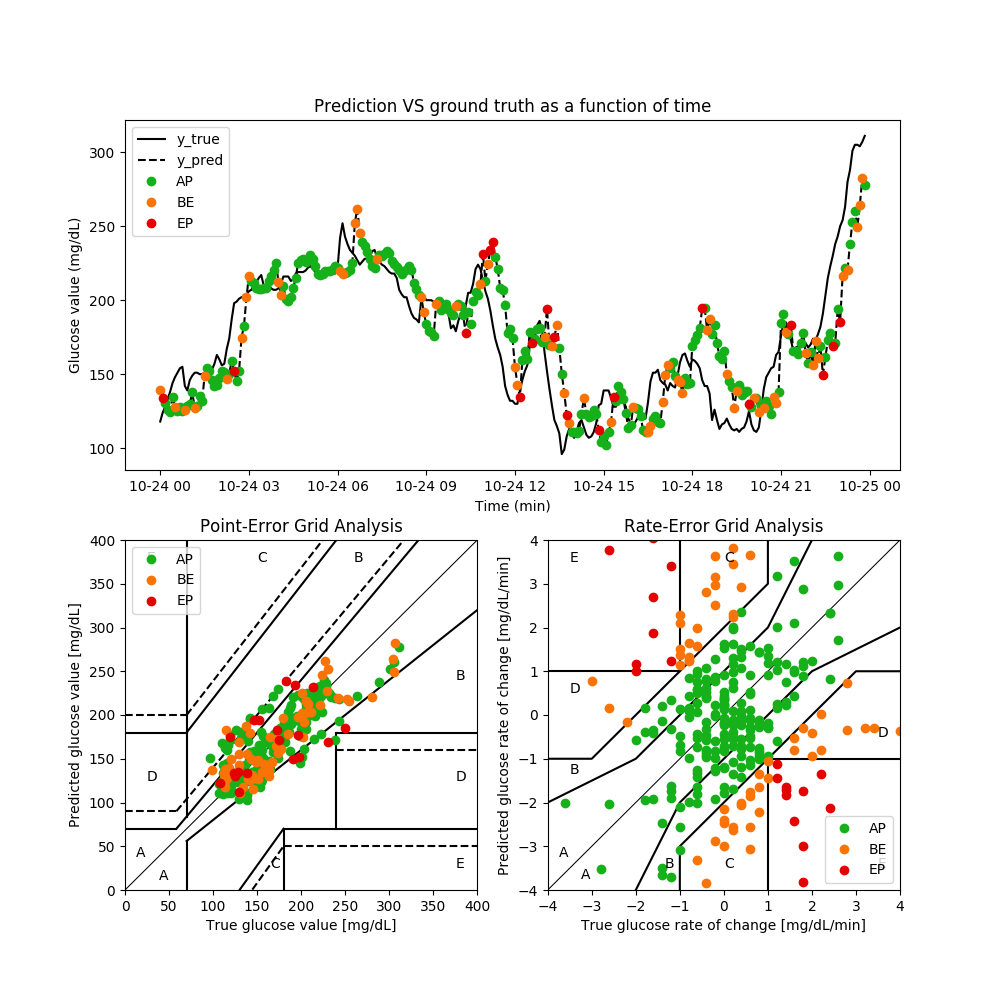 Prediction VS ground truth as a function of time
Glucose value (mg/dL)
300
250
200
150
100
y_true
y_pred
AP
BE
EP
10-24 00 10-24 03 10-24 06 10-24 09 10-24 12 10-24 15 10-24 18 10-24 21 10-25 00
Time (min)
Point-Error Grid Analysis
Predicted glucose value [mg/dL]
400
350
300
250
200
150
100
50
0
AP
BE
EP
C
B
B
D
D
A
A
C
E
0 50 100 150 200 250 300 350 400
True glucose value [mg/dL]
Rate-Error Grid Analysis
Predicted glucose rate of change [mg/dL/min]
4
3
2
1
0
−1
−2
−3
−4
E
C
D
D
B
A
A
B
C
AP
BE
EP
−4 −3 −2 −1 0 1 2 3 4
True glucose rate of change [mg/dL/min]